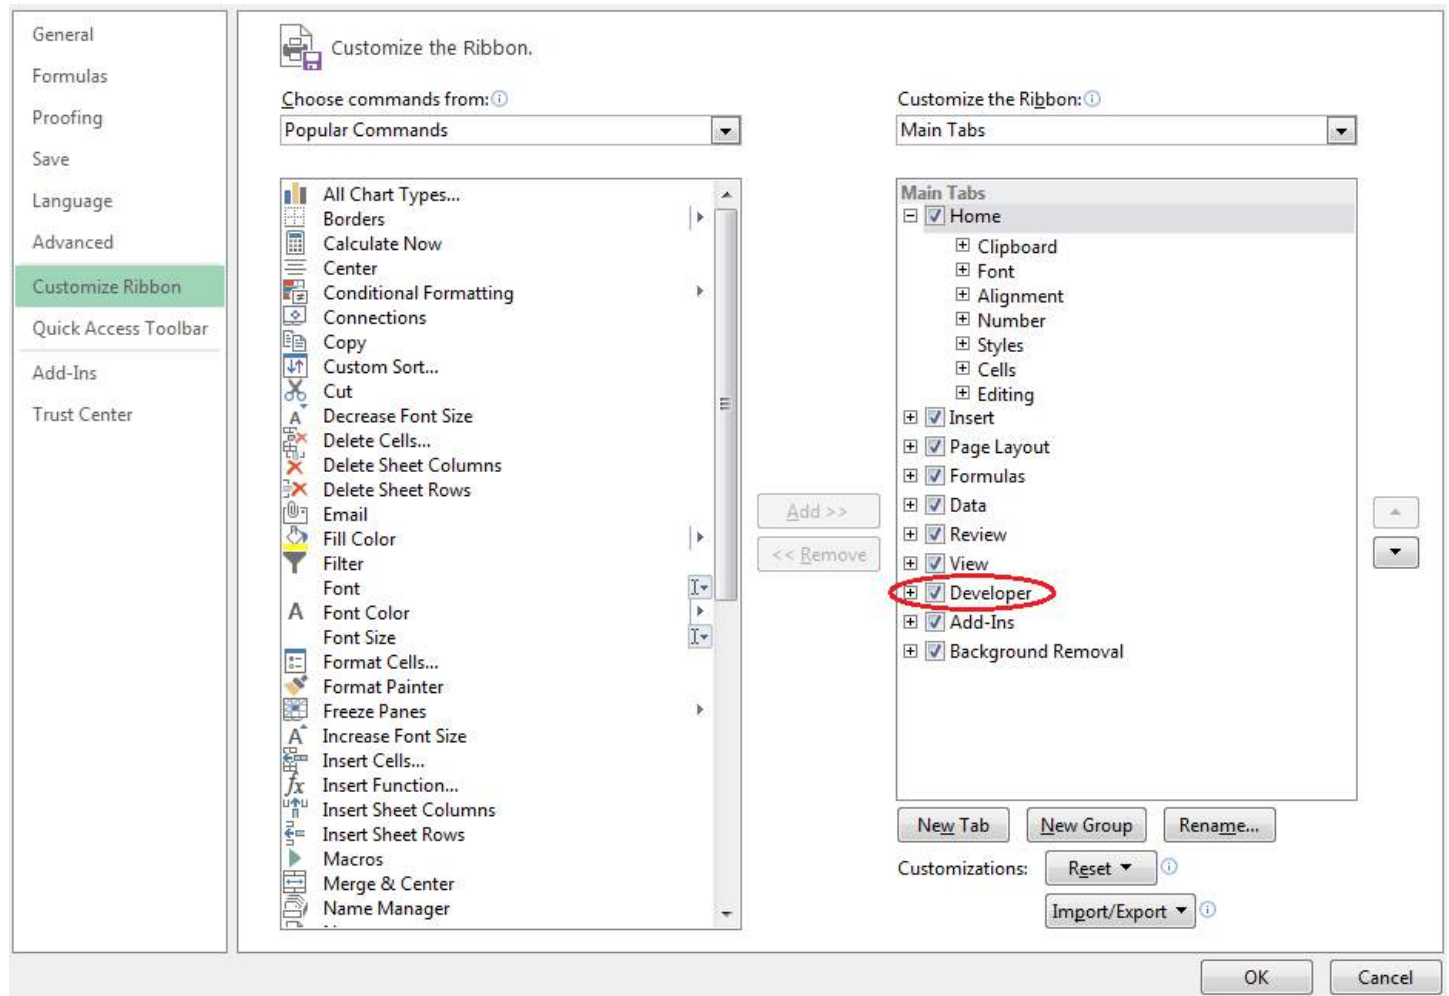 General
Formulas
Proofing
Save
Language
Advanced
Customize Ribbon
Quick Access Toolbar
Add-Ins
Trust Center
Customize the Ribbon.
Choose commands from:
Popular Commands
All Chart Types...
Borders
Calculate Now
Center
Conditional Formatting
Connections
Copy
Custom Sort...
Cut
Decrease Font Size
Delete Cells...
Delete Sheet Columns
Delete Sheet Rows
Email
Fill Color
Filter
Font
Font Color
Font Size
Format Cells...
Format Painter
Freeze Panes
Increase Font Size
Insert Cells...
Insert Function...
Insert Sheet Columns
Insert Sheet Rows
Macros
Merge & Center
Name Manager
Add >>
<< Remove
Customize the Ribbon:
Main Tabs
Main Tabs
Home
Clipboard
Font
Alignment
Number
Styles
Cells
Editing
Insert
Page Layout
Formulas
Data
Review
View
Developer
Add-Ins
Background Removal
New Tab New Group Rename...
Customizations: Reset
Import/Export
OK Cancel